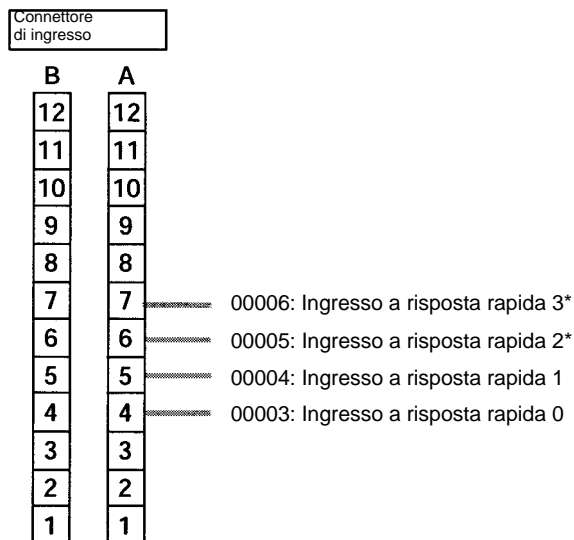 Connettore
di ingresso
B A
12 12
11 11
10 10
9 9
8 8
7 7 00006: Ingresso a risposta rapida 3*
6 6 00005: Ingresso a risposta rapida 2*
5 5 00004: Ingresso a risposta rapida 1
4 4 00003: Ingresso a risposta rapida 0
3 3
2 2
1 1